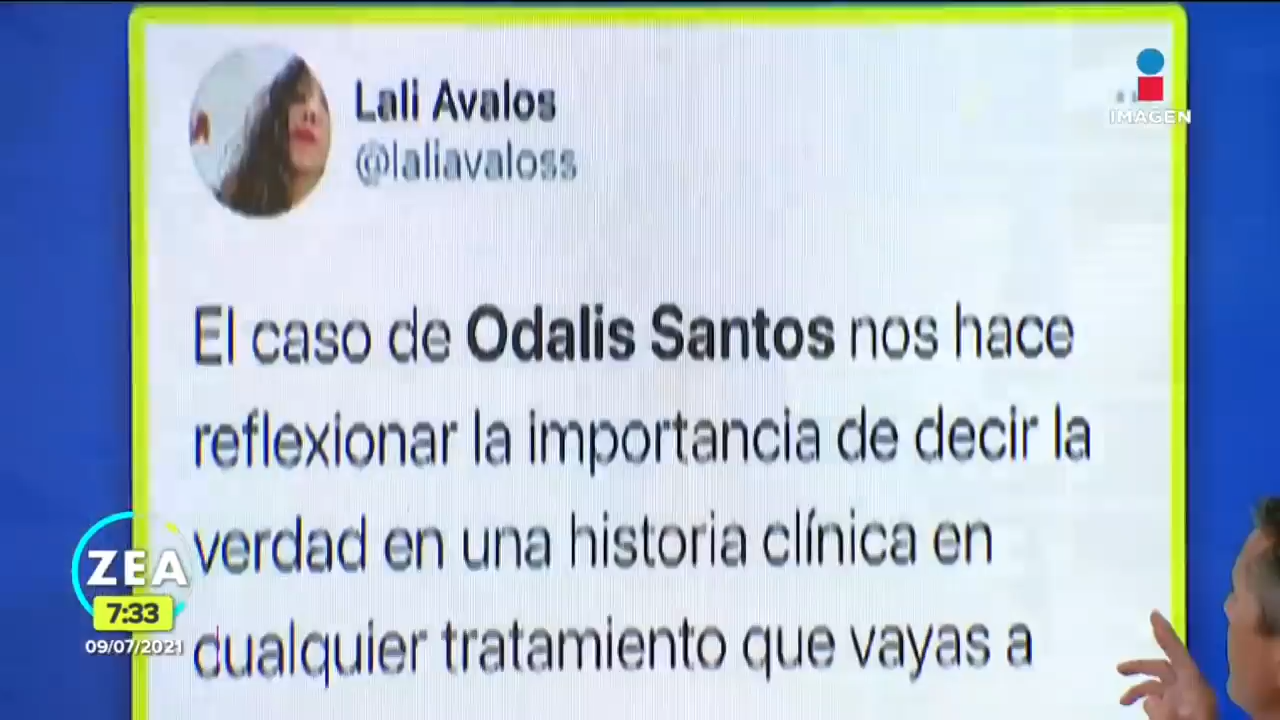 Lali Avalos
@laliavaloss
IMAGEN
El caso de Odalis Santos nos hace
reflexionar la importancia de decir la
verdad en una historia clínica en
cualquier tratamiento que vayas a
ZEA
7:33
09/07/2021